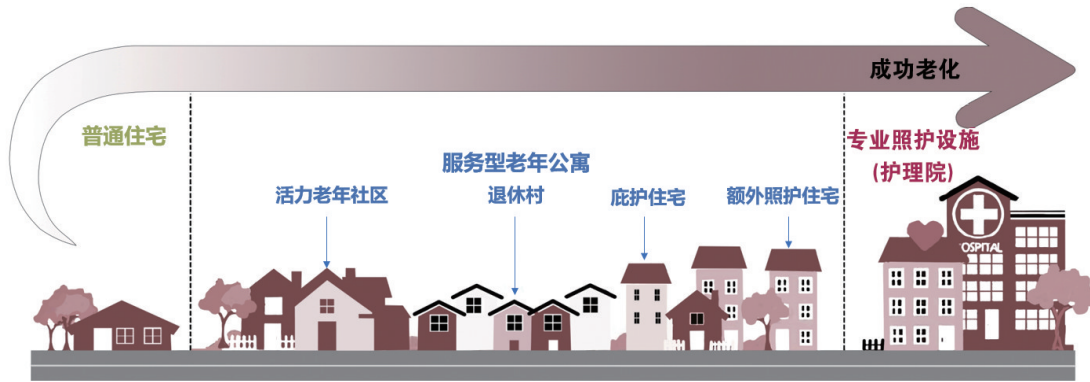 成功老化
普通住宅
专业照护设施
(护理院)
服务型老年公寓
活力老年社区
退休村
庇护住宅
额外照护住宅
OSPITAL